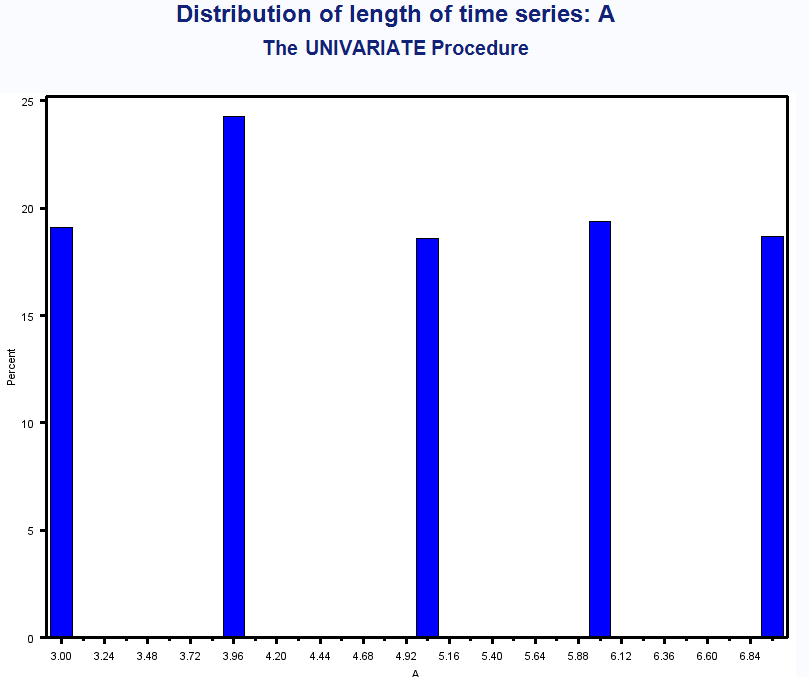 Distribution of length of time series: A
The UNIVARIATE Procedure
25
20
15
10
5
0
Percent
3.00 3.24 3.48 3.72 3.96 4.20 4.44 4.68 4.92 5.16 5.40 5.64 5.88 6.12 6.36 6.60 6.84
A